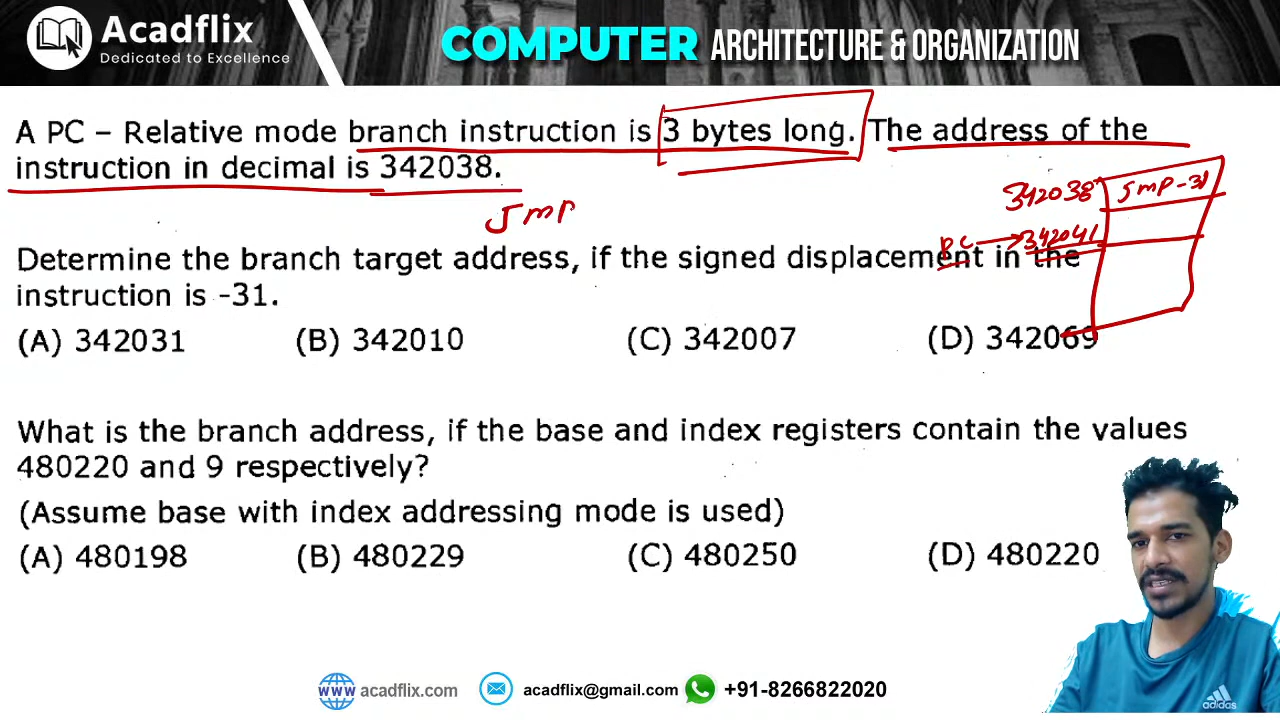 Acadflix
Dedicated to Excellence
COMPUTER ARCHITECTURE & ORGANIZATION
A PC – Relative mode branch instruction is 3 bytes long. The address of the
instruction in decimal is 342038.
342038 Jmp -31
Jmp
PC → 342041
Determine the branch target address, if the signed displacement in the
instruction is -31.
(A) 342031 (B) 342010 (C) 342007 (D) 342069
What is the branch address, if the base and index registers contain the values
480220 and 9 respectively?
(Assume base with index addressing mode is used)
(A) 480198 (B) 480229 (C) 480250 (D) 480220
www acadflix.com acadflix@gmail.com +91-8266822020
adidas